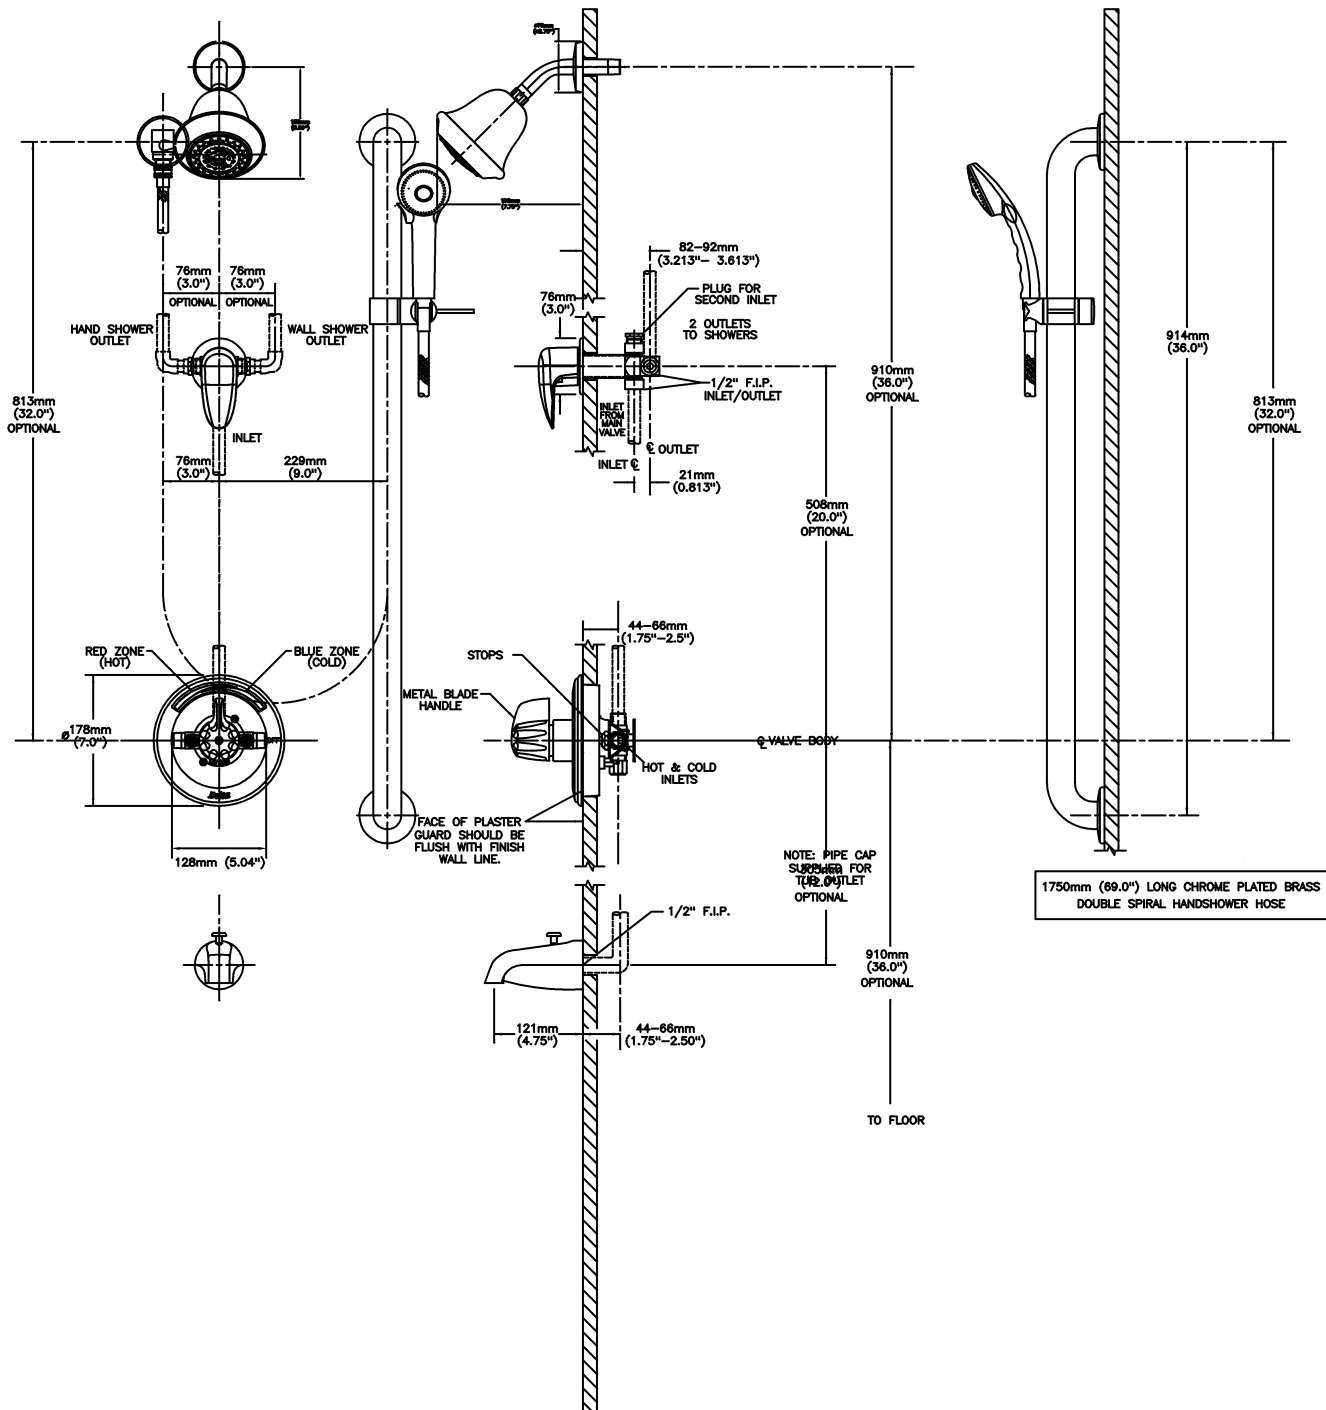 82-92mm
(3.213"- 3.613")
76mm
(3.0")
76mm
(3.0")
OPTIONAL
OPTIONAL
HAND SHOWER
OUTLET
WALL SHOWER
OUTLET
76mm
(3.0")
PLUG FOR
SECOND INLET
2 OUTLETS
TO SHOWERS
1/2" F.I.P.
INLET/OUTLET
INLET
FROM
MAIN
VALVE
℄ OUTLET
INLET ℄
21mm
(0.813")
813mm
(32.0")
OPTIONAL
INLET
76mm
(3.0")
229mm
(9.0")
910mm
(36.0")
OPTIONAL
914mm
(36.0")
813mm
(32.0")
OPTIONAL
508mm
(20.0")
OPTIONAL
44-66mm
(1.75"-2.5")
RED ZONE
(HOT)
BLUE ZONE
(COLD)
STOPS
METAL BLADE
HANDLE
ø178mm
(7.0")
OFF
Delta
℄ VALVE BODY
HOT & COLD
INLETS
FACE OF PLASTER
GUARD SHOULD BE
FLUSH WITH FINISH
WALL LINE.
128mm (5.04")
NOTE: PIPE CAP
SUPPLIED FOR
TUB OUTLET
OPTIONAL
1750mm (69.0") LONG CHROME PLATED BRASS
DOUBLE SPIRAL HANDSHOWER HOSE
1/2" F.I.P.
910mm
(36.0")
OPTIONAL
121mm
(4.75")
44-66mm
(1.75"-2.50")
TO FLOOR